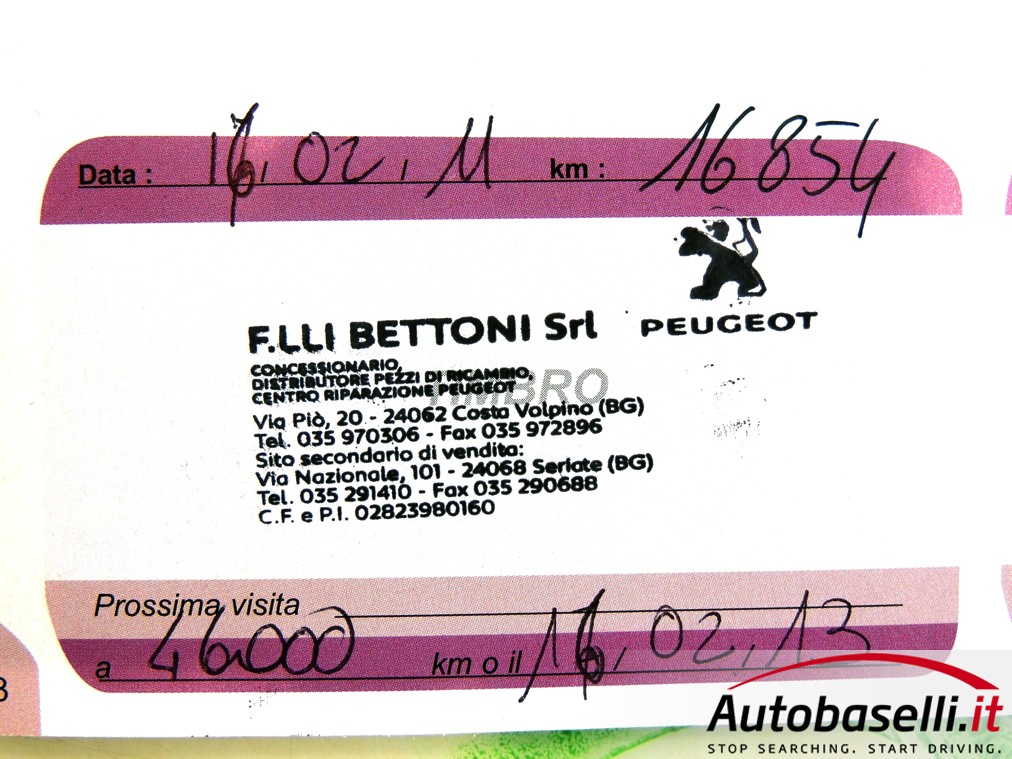 Data : 16.02.11 km : 16854
PEUGEOT
F.LLI BETTONI Srl
CONCESSIONARIO,
DISTRIBUTORE PEZZI DI RICAMBIO,
CENTRO RIPARAZIONE PEUGEOT
TIMBRO
Via Piò, 20 - 24062 Costa Volpino (BG)
Tel. 035 970306 - Fax 035 972896
Sito secondario di vendita:
Via Nazionale, 101 - 24068 Seriate (BG)
Tel. 035 291410 - Fax 035 290688
C.F. e P.I. 02823980160
Prossima visita
a 46.000 km o il 16.02.13
Autobaselli.it
STOP SEARCHING. START DRIVING.